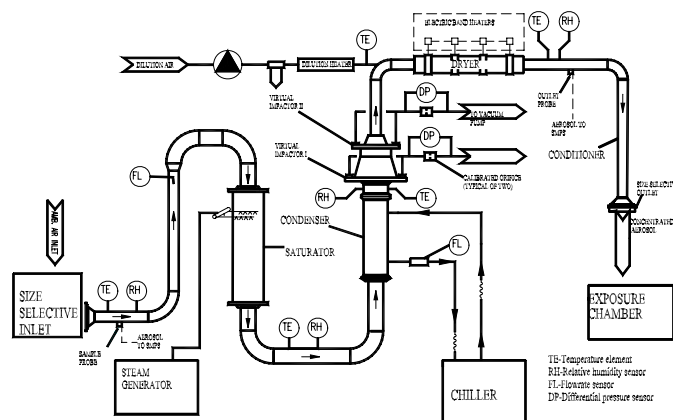 ELECTRIC BAND HEATERS
TE
RH
TE
DILUTION AIR
DILUTION HEATER
DRYER
VIRTUAL
IMPACTOR II
DP
TO VACUUM
PUMP
OUTLET
PROBE
AEROSOL TO
SMPS
VIRTUAL
IMPACTOR I
DP
CALIBRATED ORIFICE
(TYPICAL OF TWO)
CONDITIONER
FL
RH
TE
SIZE SELECTIVE
OUTLET
CONDENSER
CONCENTRATED
AEROSOL
AMB. AIR INLET
SATURATOR
FL
SIZE
SELECTIVE
INLET
TE
RH
EXPOSURE
CHAMBER
TE
RH
AEROSOL
TO SMPS
SAMPLE
PROBE
STEAM
GENERATOR
CHILLER
TE-Temperature element
RH-Relative humidity sensor
FL-Flowrate sensor
DP-Differential pressure sensor